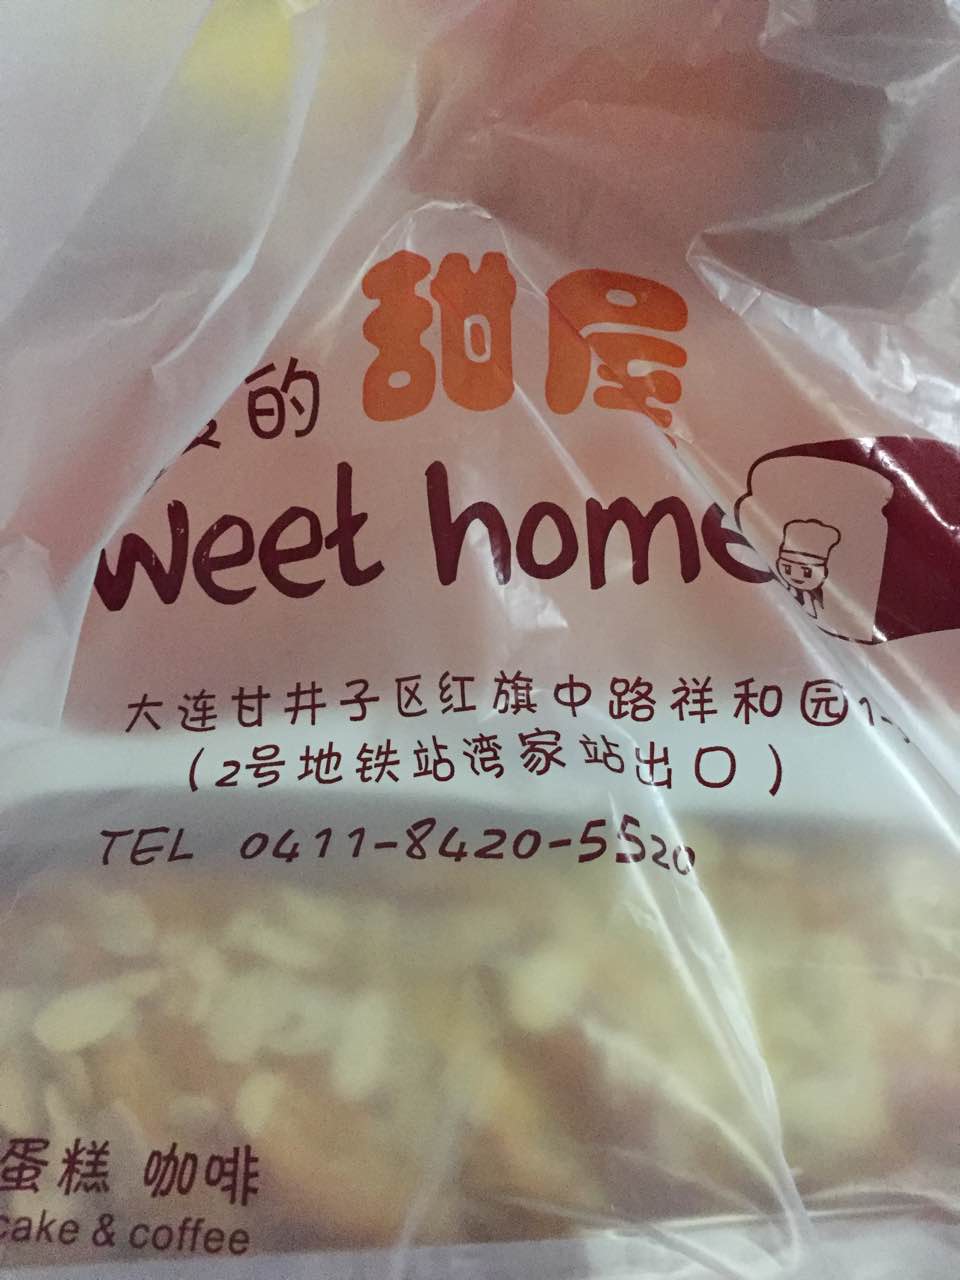 的 甜屋
weet home
大连甘井子区红旗中路祥和园1-
(2号地铁站湾家站出口)
TEL 0411-8420-5520
蛋糕 咖啡
cake & coffee